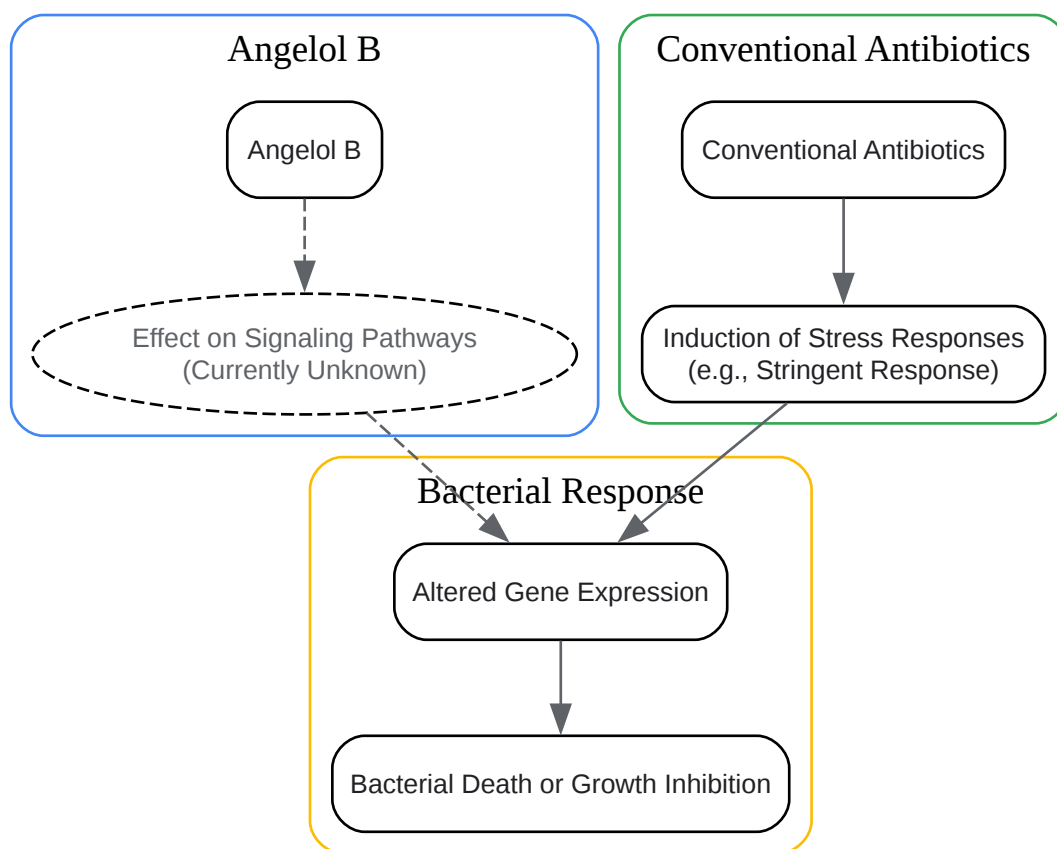 Angelol B
Angelol B
Effect on Signaling Pathways
(Currently Unknown)
Conventional Antibiotics
Conventional Antibiotics
Induction of Stress Responses
(e.g., Stringent Response)
Bacterial Response
Altered Gene Expression
Bacterial Death or Growth Inhibition